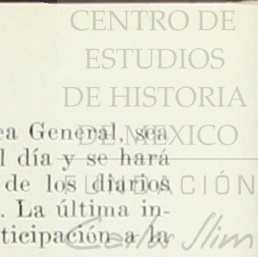 CENTRO DE
ESTUDIOS
DE HISTORIA
DE MEXICO
FUNDACIÓN
Carlos Slim
ea General, sea
l día y se hará
de los diarios
. La última in-
ticipación a la